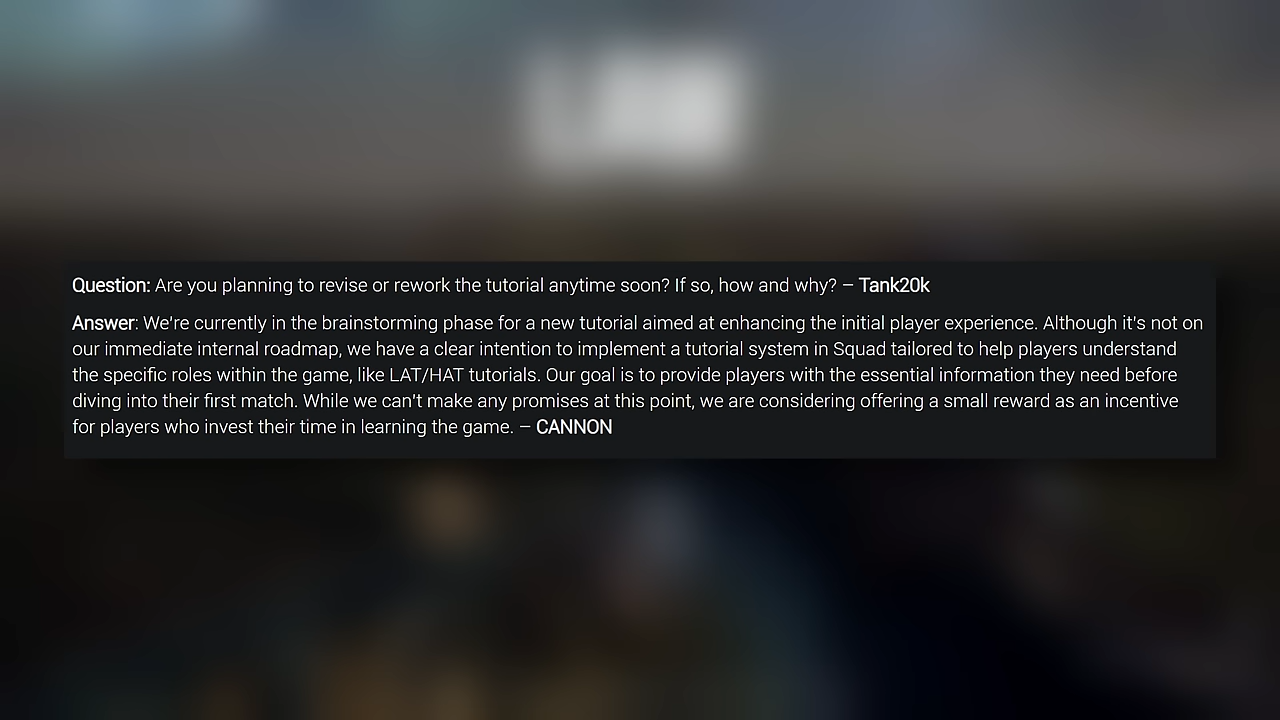 Question: Are you planning to revise or rework the tutorial anytime soon? If so, how and why? – Tank20k
Answer: We're currently in the brainstorming phase for a new tutorial aimed at enhancing the initial player experience. Although it's not on
our immediate internal roadmap, we have a clear intention to implement a tutorial system in Squad tailored to help players understand
the specific roles within the game, like LAT/HAT tutorials. Our goal is to provide players with the essential information they need before
diving into their first match. While we can't make any promises at this point, we are considering offering a small reward as an incentive
for players who invest their time in learning the game. – CANNON